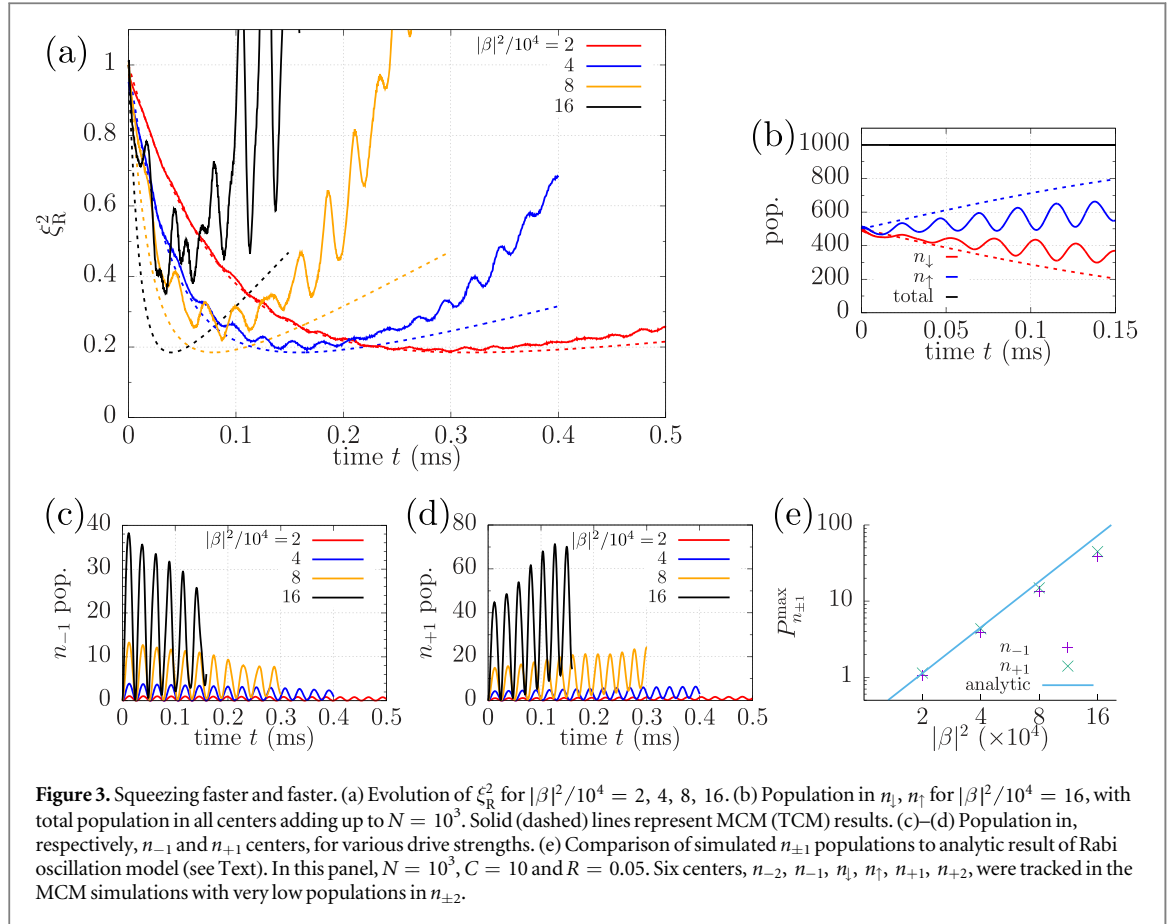 (a)
|β|²/10⁴ = 2
4
8
16
1
0.8
0.6
0.4
0.2
0
ξ²_R
0 0.1 0.2 0.3 0.4 0.5
time t (ms)
(b)
1000
800
600
400
200
0
pop.
n↓
n↑
total
0 0.05 0.1 0.15
time t (ms)
(c)
40
30
20
10
0
n₋₁ pop.
|β|²/10⁴ = 2
4
8
16
0 0.1 0.2 0.3 0.4 0.5
time t (ms)
(d)
80
60
40
20
0
n₊₁ pop.
|β|²/10⁴ = 2
4
8
16
0 0.1 0.2 0.3 0.4 0.5
time t (ms)
(e)
100
10
1
P^max_n±1
n₋₁
n₊₁
analytic
2 4 8 16
|β|² (×10⁴)
Figure 3. Squeezing faster and faster. (a) Evolution of ξ²_R for |β|²/10⁴ = 2, 4, 8, 16. (b) Population in n↓, n↑ for |β|²/10⁴ = 16, with
total population in all centers adding up to N = 10³. Solid (dashed) lines represent MCM (TCM) results. (c)–(d) Population in,
respectively, n₋₁ and n₊₁ centers, for various drive strengths. (e) Comparison of simulated n±₁ populations to analytic result of Rabi
oscillation model (see Text). In this panel, N = 10³, C = 10 and R = 0.05. Six centers, n₋₂, n₋₁, n↓, n↑, n₊₁, n₊₂, were tracked in the
MCM simulations with very low populations in n±₂.